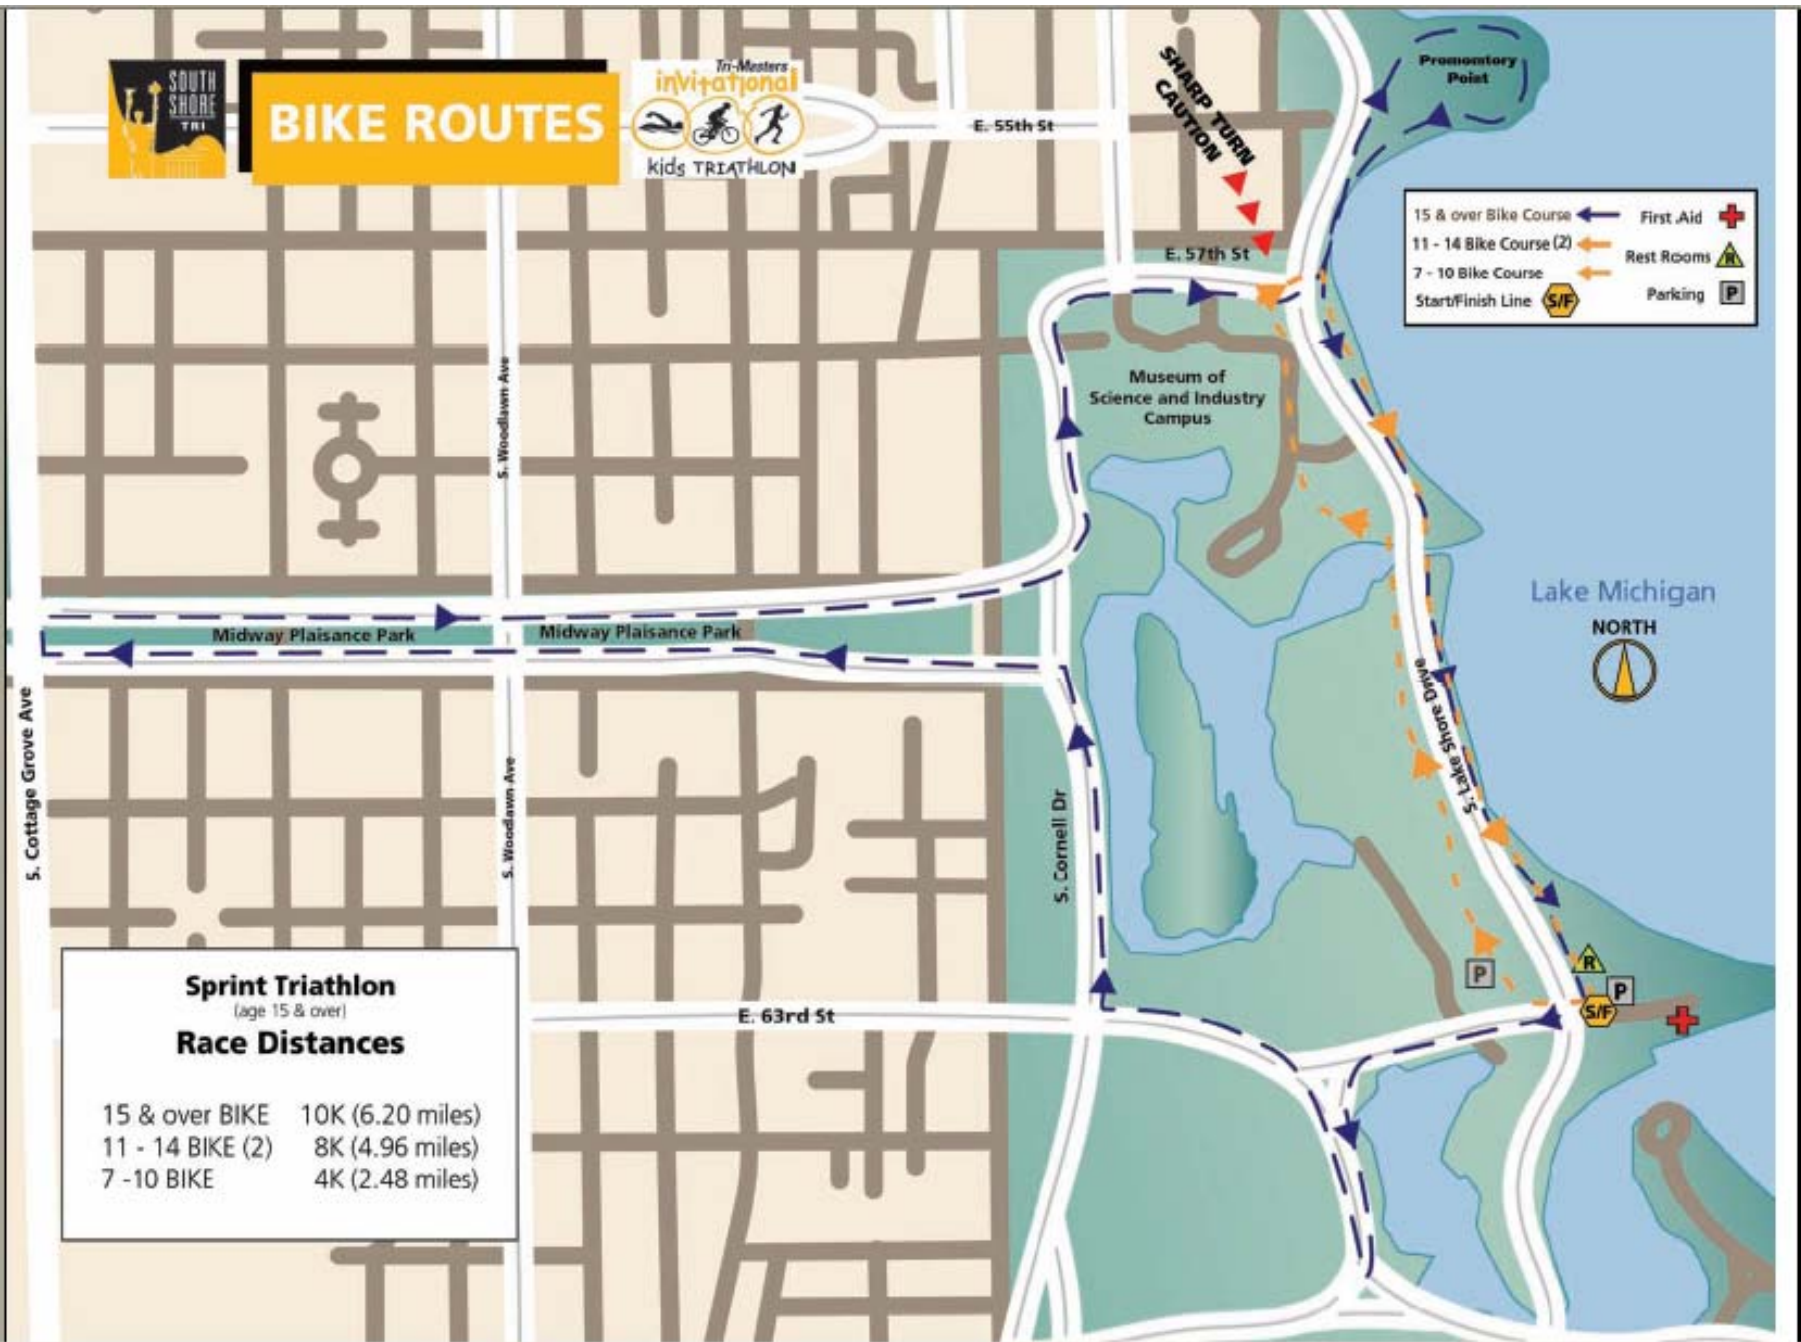 SOUTH
SHORE
TRI
BIKE ROUTES
Tri-Masters
invitational
kids TRIATHLON
E. 55th St
SHARP TURN
CAUTION
Promomtory
Point
15 & over Bike Course
First Aid
11 - 14 Bike Course (2)
Rest Rooms
R
7 - 10 Bike Course
Start/Finish Line
S/F
Parking
P
E. 57th St
Museum of
Science and Industry
Campus
S. Woodlawn Ave
Lake Michigan
NORTH
Midway Plaisance Park
Midway Plaisance Park
S. Cottage Grove Ave
S. Woodlawn Ave
S. Cornell Dr
S. Lake Shore Drive
P
R
P
S/F
E. 63rd St
Sprint Triathlon
(age 15 & over)
Race Distances
15 & over BIKE 10K (6.20 miles)
11 - 14 BIKE (2) 8K (4.96 miles)
7 -10 BIKE 4K (2.48 miles)